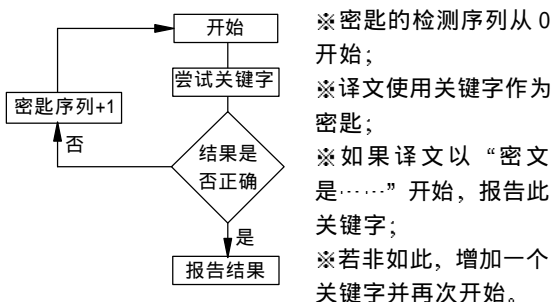 开始
尝试关键字
密匙序列+1
否
结果是
否正确
是
报告结果
※密匙的检测序列从 0
开始;
※译文使用关键字作为
密匙;
※如果译文以“密文
是……”开始, 报告此
关键字;
※若非如此, 增加一个
关键字并再次开始。